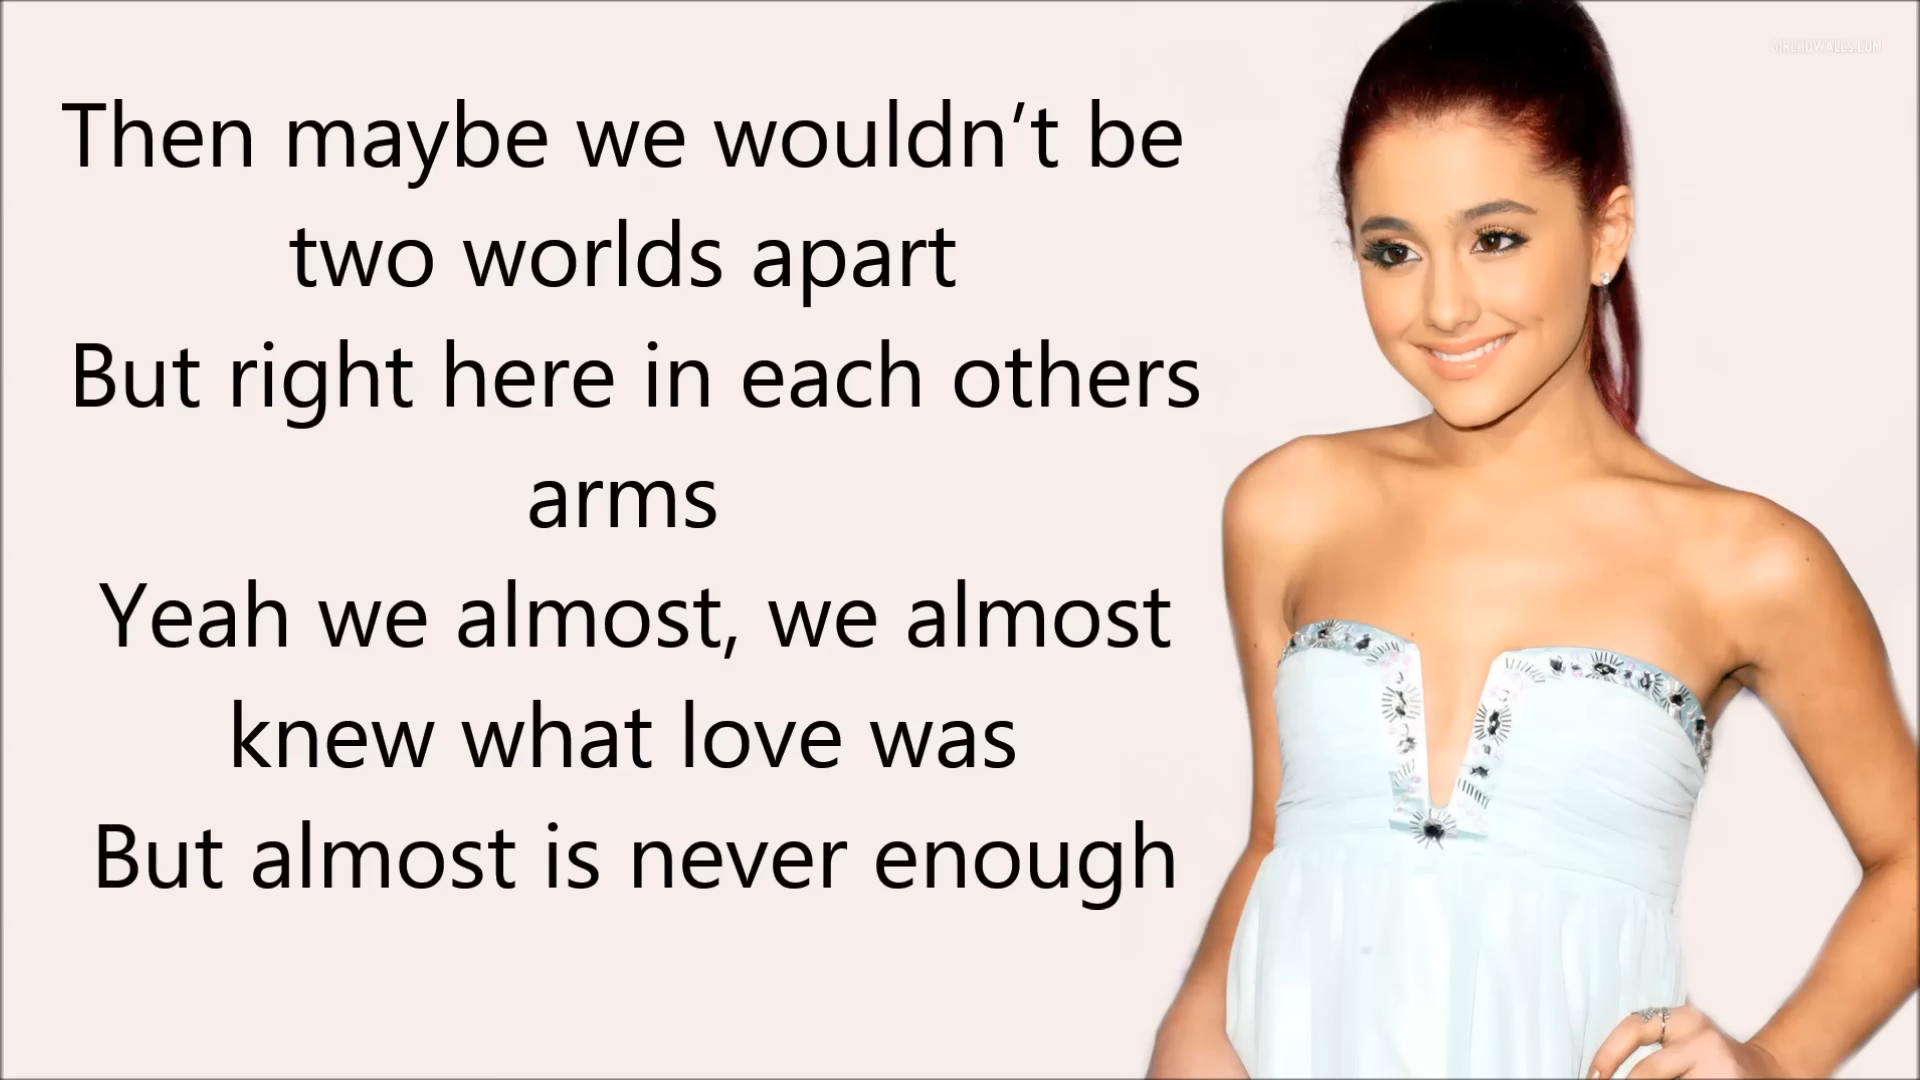 Then maybe we wouldn't be
two worlds apart
But right here in each others
arms
Yeah we almost, we almost
knew what love was
But almost is never enough